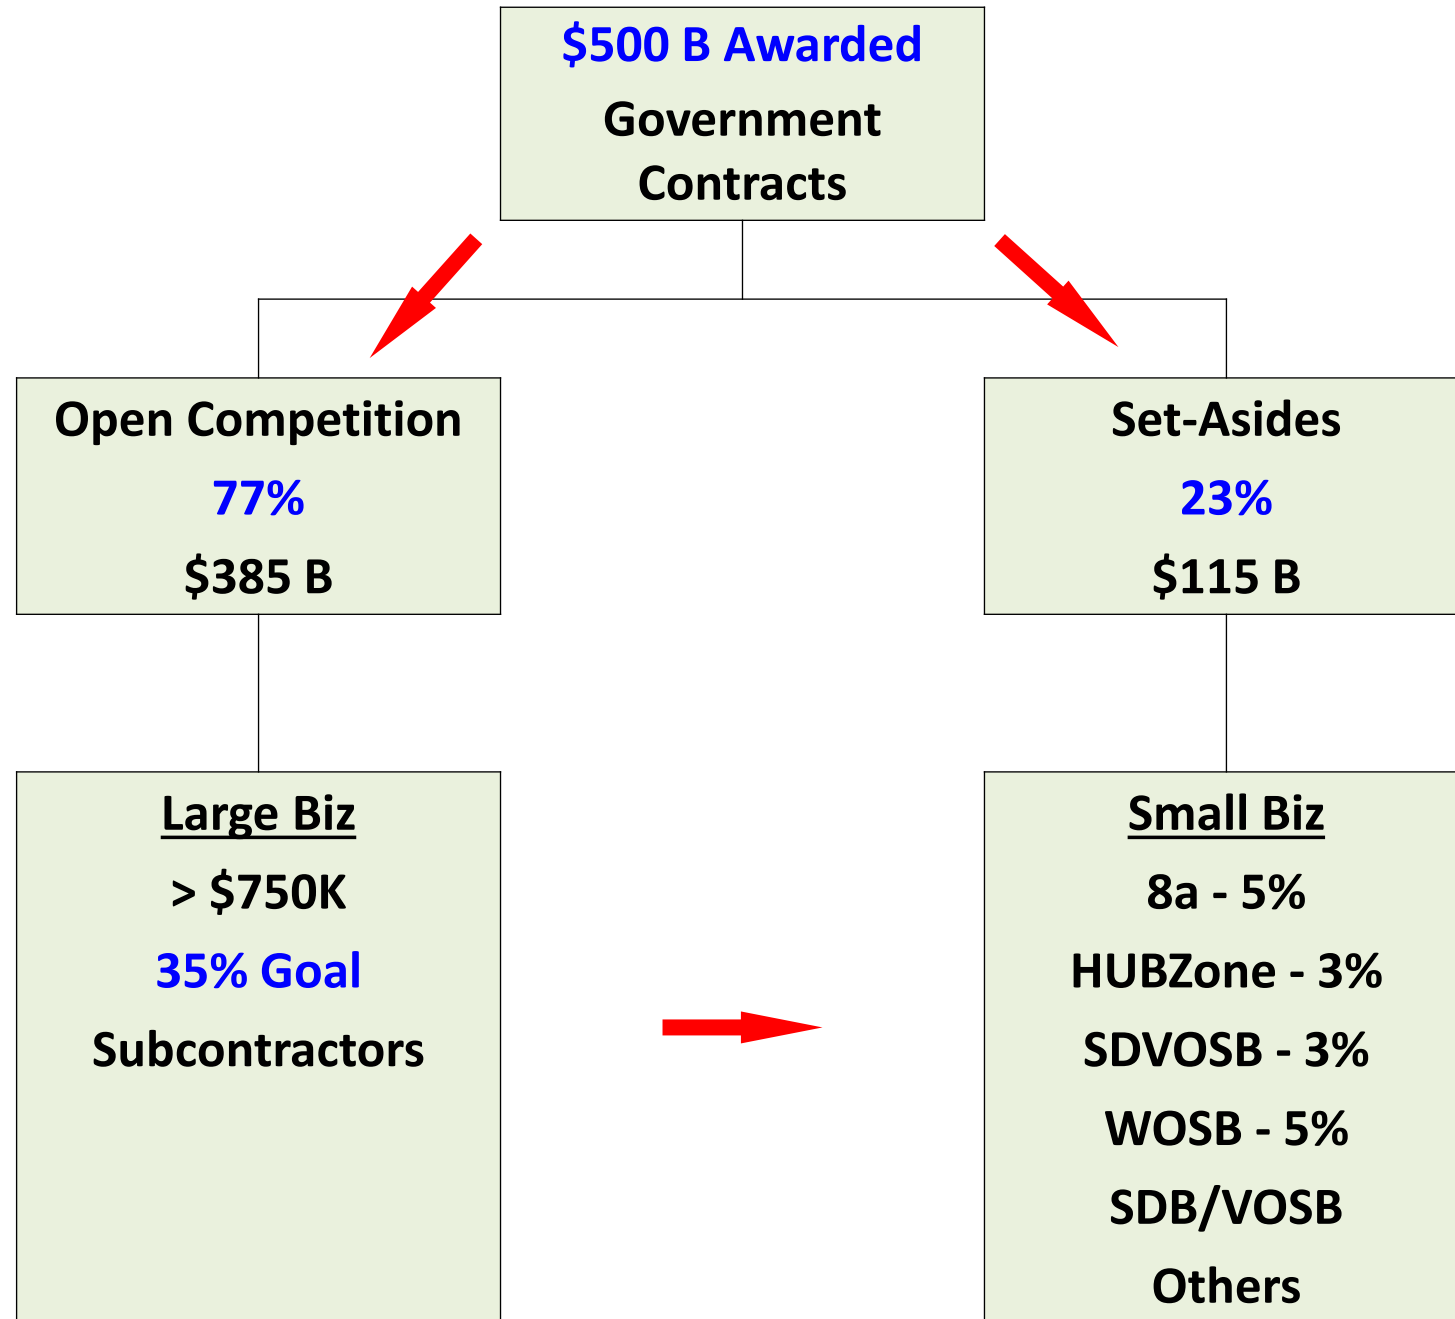 $500 B Awarded
Government
Contracts
Open Competition
77%
$385 B
Set-Asides
23%
$115 B
Large Biz
> $750K
35% Goal
Subcontractors
Small Biz
8a - 5%
HUBZone - 3%
SDVOSB - 3%
WOSB - 5%
SDB/VOSB
Others